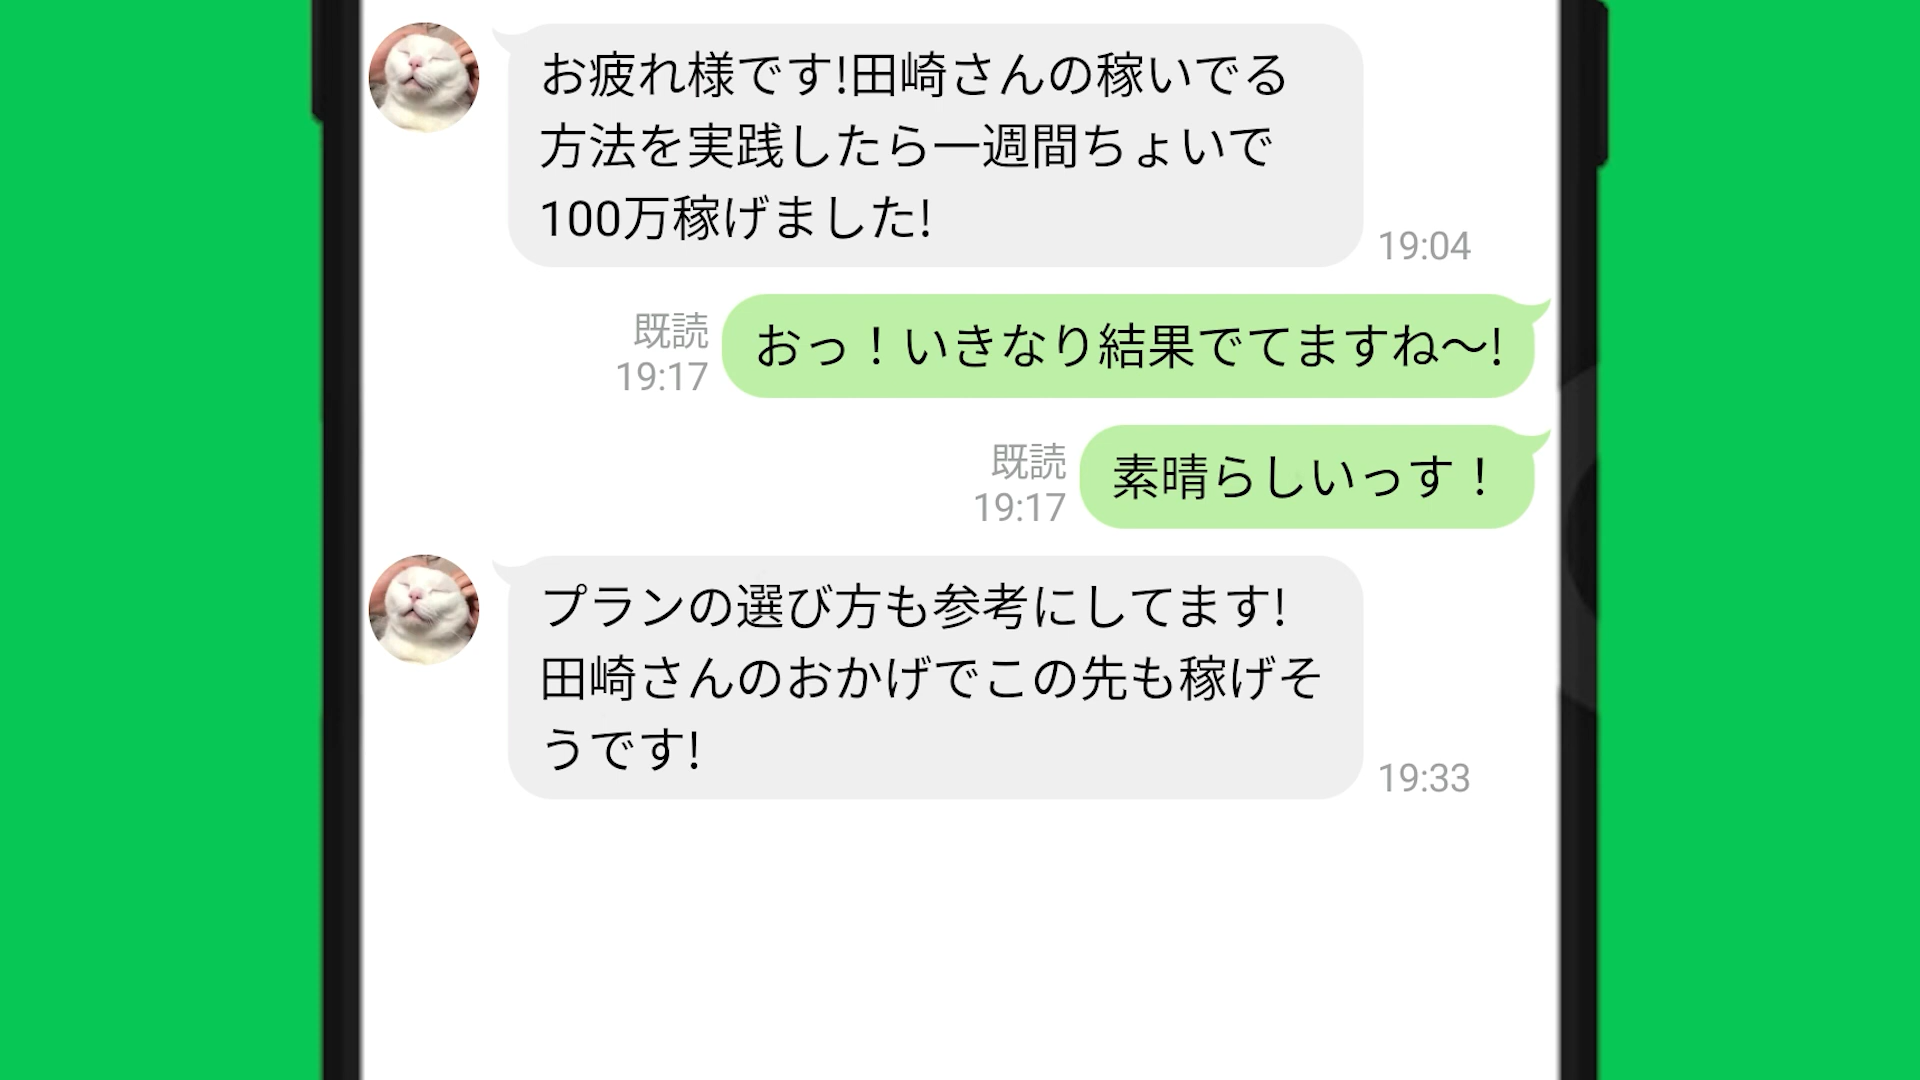 お疲れ様です!田崎さんの稼いでる
方法を実践したら一週間ちょいで
100万稼げました!
19:04
既読
19:17
おっ！いきなり結果でてますね〜!
既読
19:17
素晴らしいっす！
プランの選び方も参考にしてます!
田崎さんのおかげでこの先も稼げそ
うです!
19:33